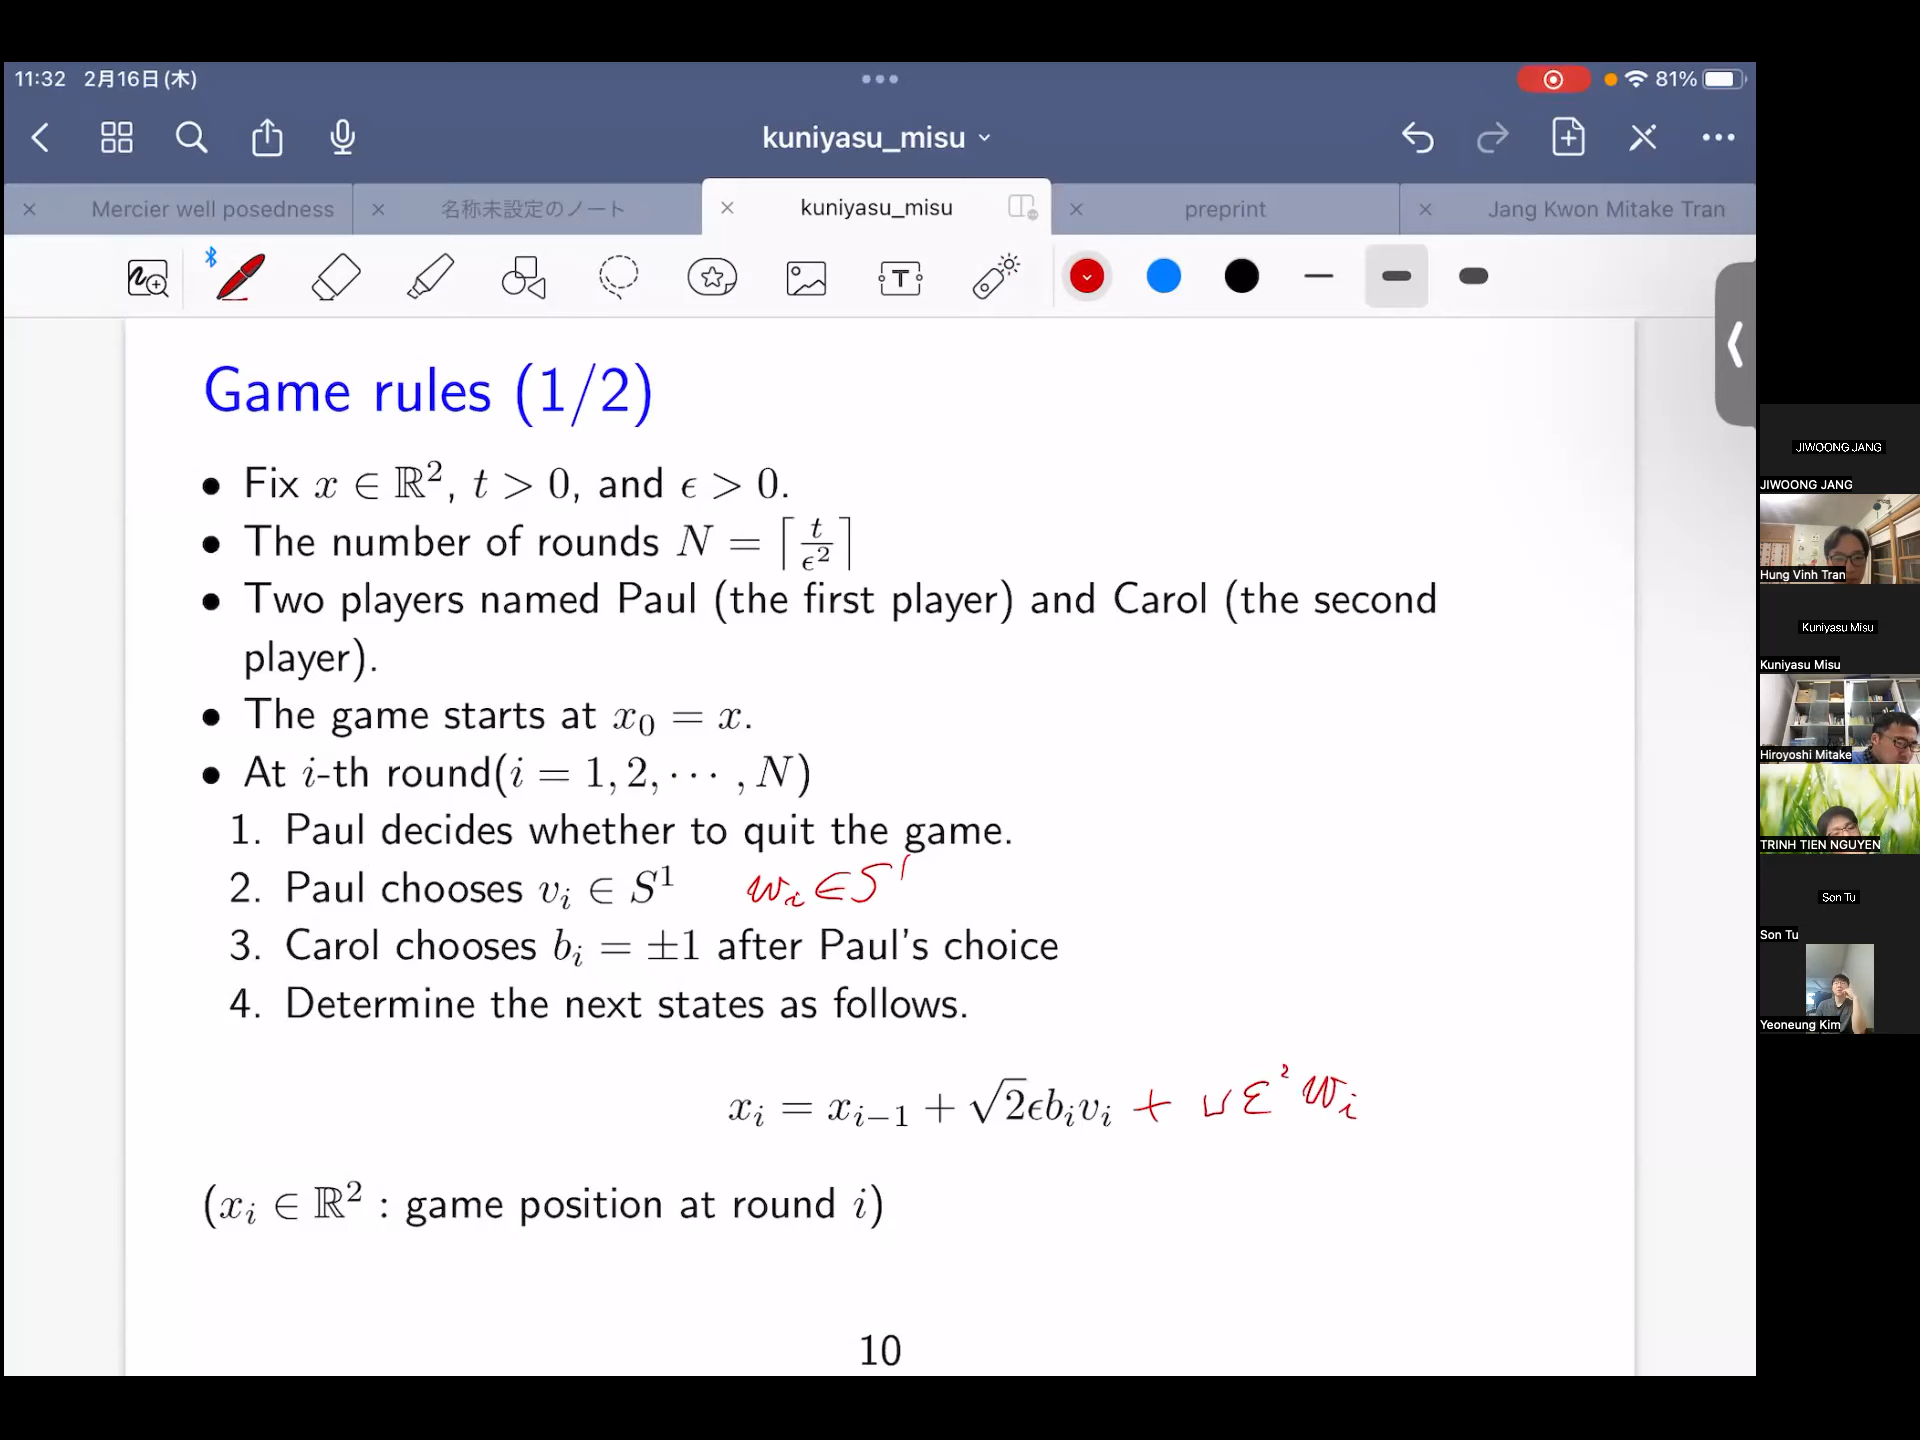 11:32 2月16日(木)
81%
kuniyasu_misu
Mercier well posedness
名称未設定のノート
kuniyasu_misu
preprint
Jang Kwon Mitake Tran
T
Game rules (1/2)
• Fix x ∈ ℝ², t > 0, and ϵ > 0.
• The number of rounds N = ⌈t/ϵ²⌉
• Two players named Paul (the first player) and Carol (the second
player).
• The game starts at x₀ = x.
• At i-th round(i = 1, 2, ⋯ , N)
1. Paul decides whether to quit the game.
2. Paul chooses vᵢ ∈ S¹ wᵢ ∈ S¹
3. Carol chooses bᵢ = ±1 after Paul's choice
4. Determine the next states as follows.
xᵢ = xᵢ₋₁ + √2ϵbᵢvᵢ + νε²wᵢ
(xᵢ ∈ ℝ² : game position at round i)
10
JIWOONG JANG
JIWOONG JANG
Hung Vinh Tran
Kuniyasu Misu
Kuniyasu Misu
Hiroyoshi Mitake
TRINH TIEN NGUYEN
Son Tu
Son Tu
Yeoneung Kim